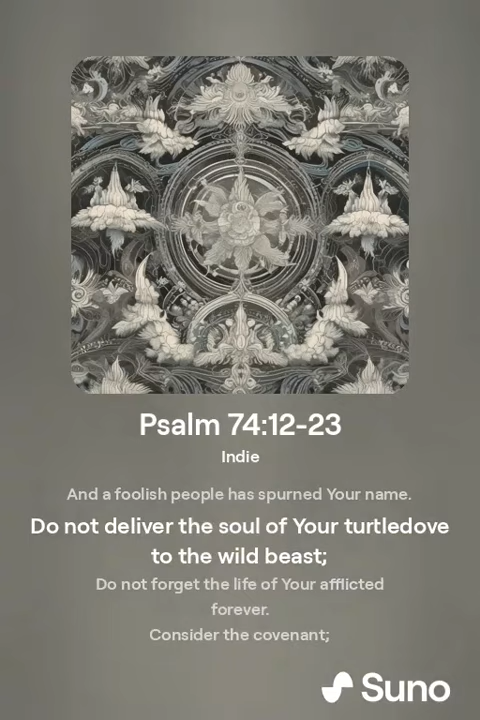 Psalm 74:12-23
Indie
And a foolish people has spurned Your name.
Do not deliver the soul of Your turtledove
to the wild beast;
Do not forget the life of Your afflicted
forever.
Consider the covenant;
Suno